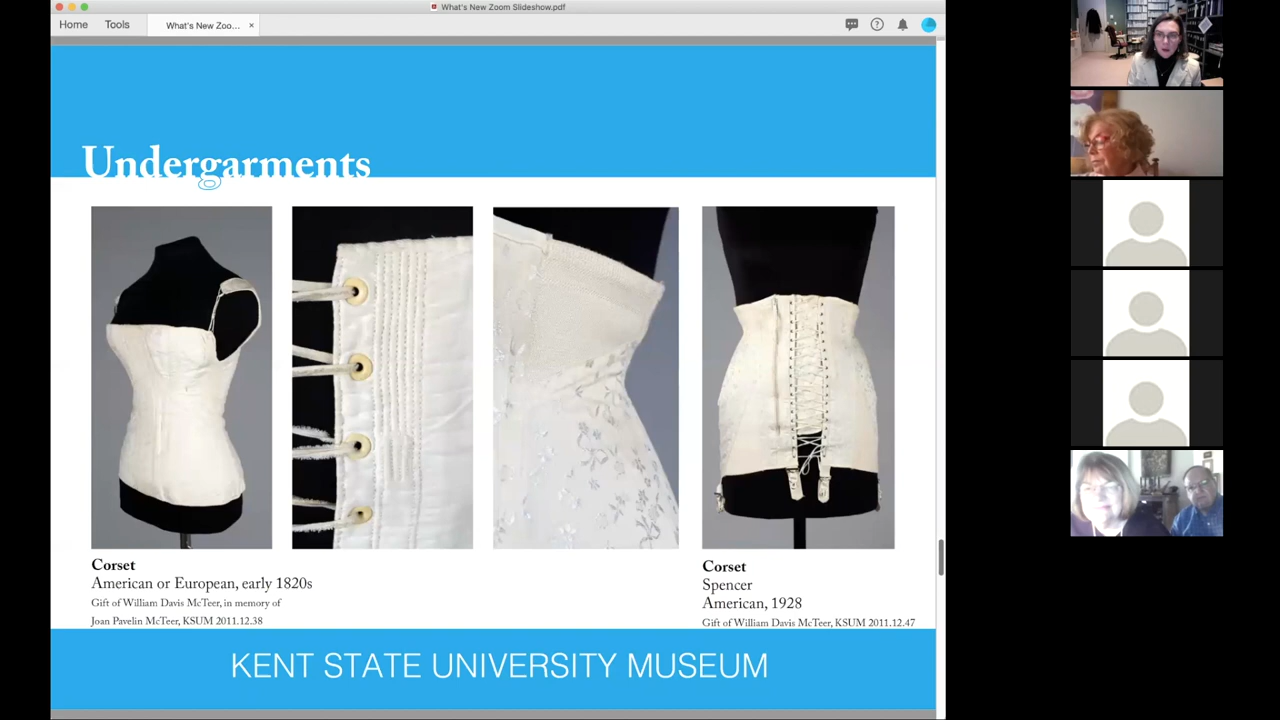 What's New Zoom Slideshow.pdf
Home Tools What's New Zoo... ×
Undergarments
Corset
American or European, early 1820s
Gift of William Davis McTeer, in memory of
Joan Pavelin McTeer, KSUM 2011.12.38
Corset
Spencer
American, 1928
Gift of William Davis McTeer, KSUM 2011.12.47
KENT STATE UNIVERSITY MUSEUM